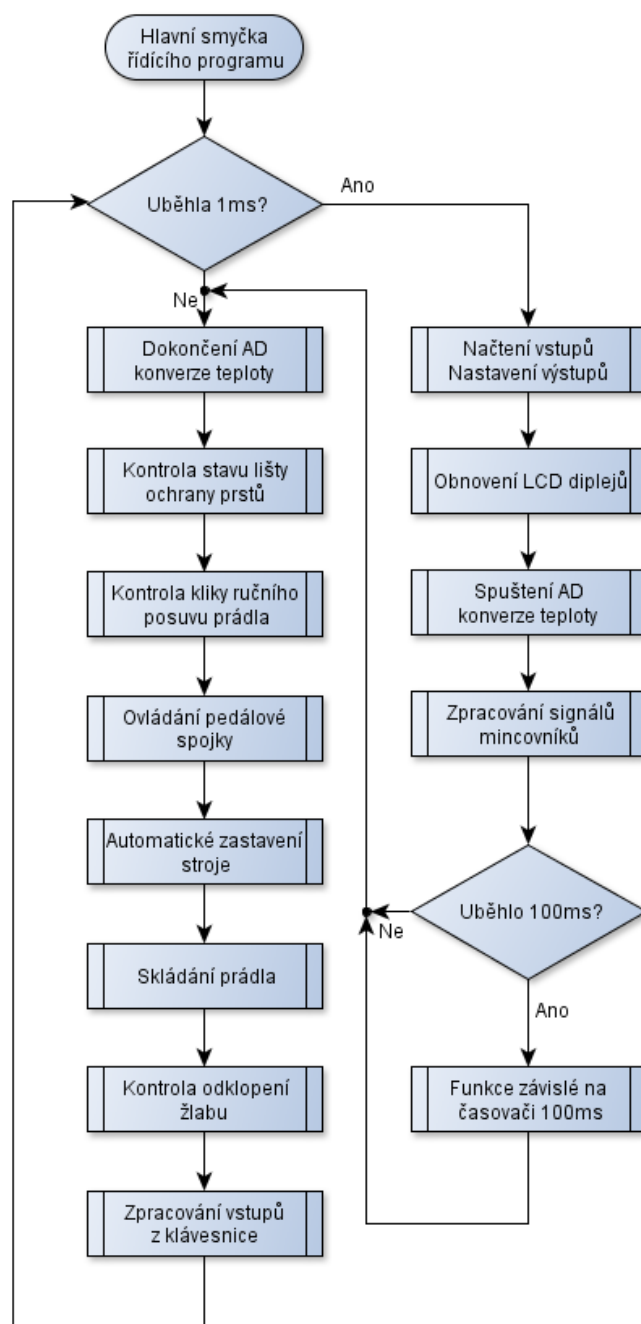 Hlavní smyčka
řídícího programu
Uběhla 1ms?
Ano
Ne
Dokončení AD
konverze teploty
Kontrola stavu lišty
ochrany prstů
Kontrola kliky ručního
posuvu prádla
Ovládání pedálové
spojky
Automatické zastavení
stroje
Skládání prádla
Kontrola odklopení
žlabu
Zpracování vstupů
z klávesnice
Načtení vstupů
Nastavení výstupů
Obnovení LCD diplejů
Spuštění AD
konverze teploty
Zpracování signálů
mincovníků
Uběhlo 100ms?
Ne
Ano
Funkce závislé na
časovači 100ms